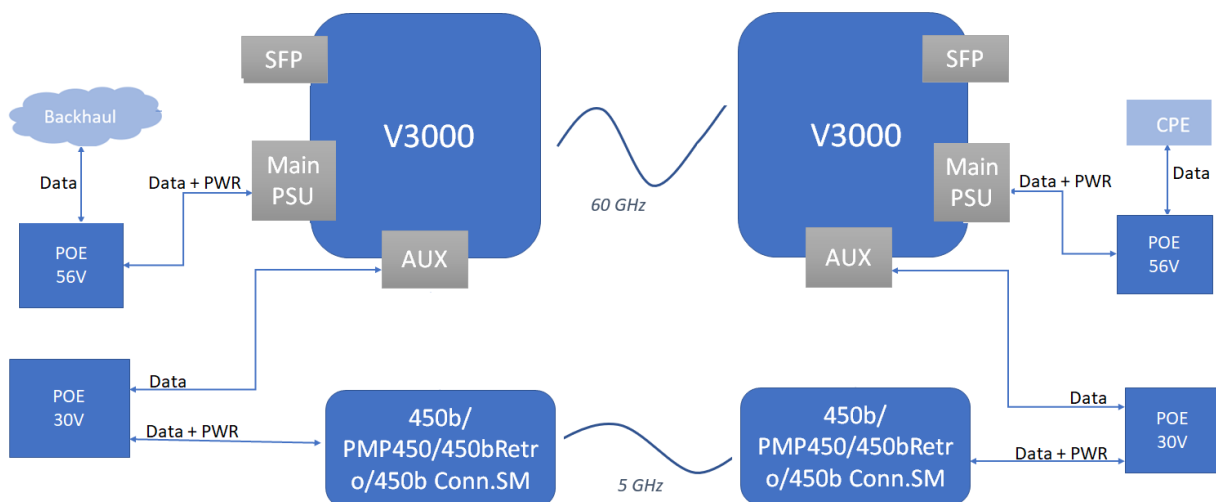 SFP
V3000
Main
PSU
AUX
Backhaul
Data
Data + PWR
POE
56V
60 GHz
SFP
V3000
Main
PSU
AUX
CPE
Data + PWR
Data
POE
56V
POE
30V
Data
Data + PWR
450b/
PMP450/450bRetr
o/450b Conn.SM
5 GHz
450b/
PMP450/450bRetr
o/450b Conn.SM
Data
Data + PWR
POE
30V